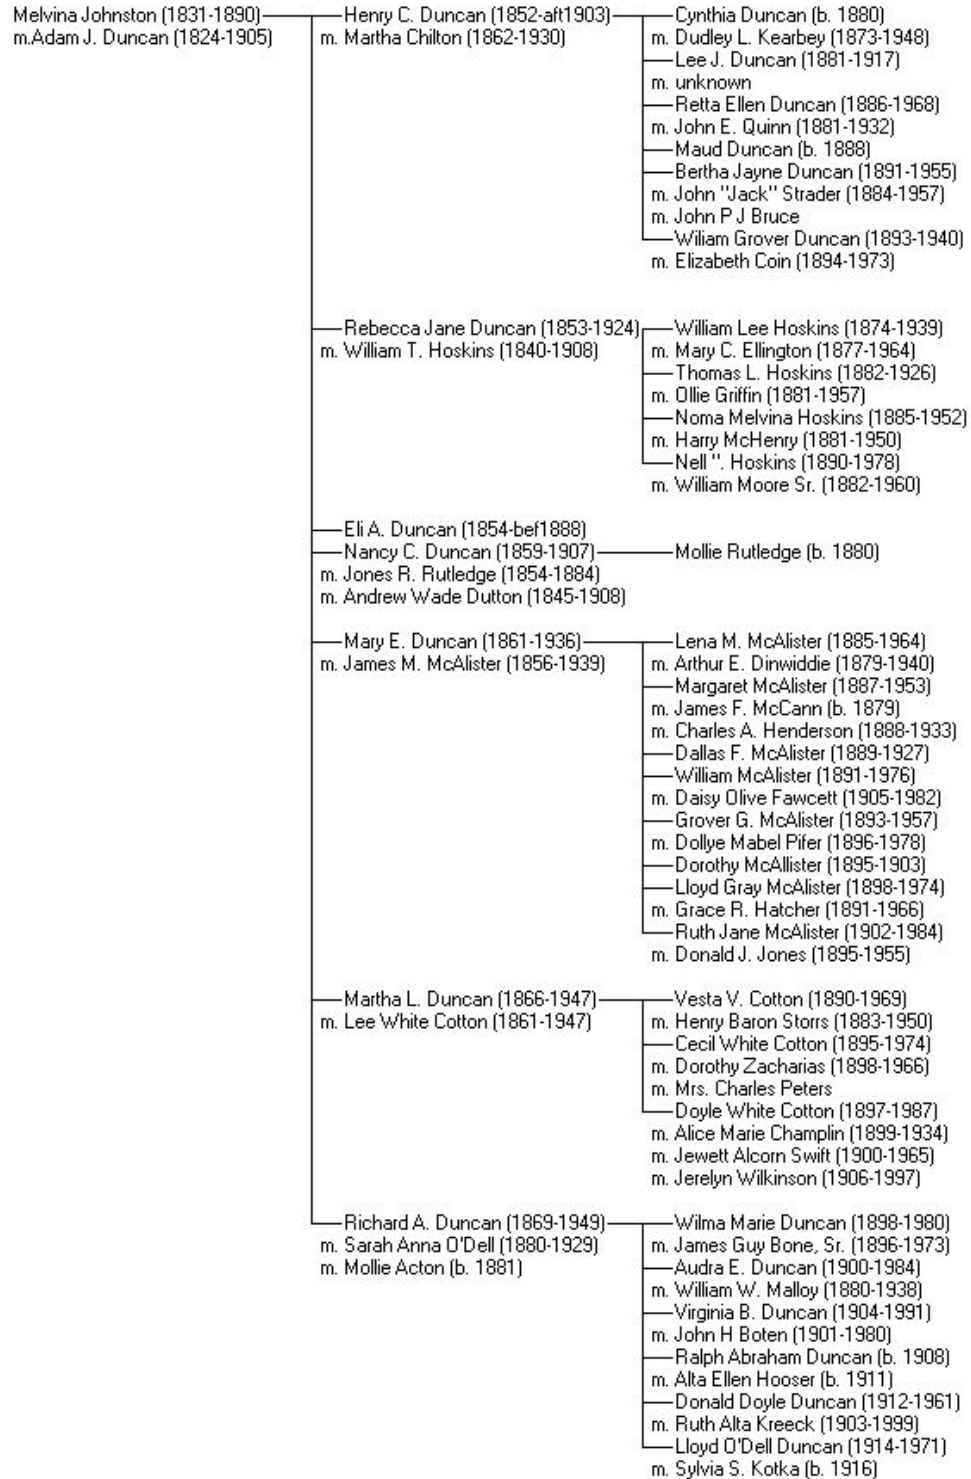 Melvina Johnston (1831-1890) Henry C. Duncan (1852-aft1903) Cynthia Duncan (b. 1880)
m.Adam J. Duncan (1824-1905) m. Martha Chilton (1862-1930) m. Dudley L. Kearbey (1873-1948)
Lee J. Duncan (1881-1917)
m. unknown
Retta Ellen Duncan (1886-1968)
m. John E. Quinn (1881-1932)
Maud Duncan (b. 1888)
Bertha Jayne Duncan (1891-1955)
m. John "Jack" Strader (1884-1957)
m. John P J Bruce
Wiliam Grover Duncan (1893-1940)
m. Elizabeth Coin (1894-1973)
Rebecca Jane Duncan (1853-1924) William Lee Hoskins (1874-1939)
m. William T. Hoskins (1840-1908) m. Mary C. Ellington (1877-1964)
Thomas L. Hoskins (1882-1926)
m. Ollie Griffin (1881-1957)
Noma Melvina Hoskins (1885-1952)
m. Harry McHenry (1881-1950)
Nell ". Hoskins (1890-1978)
m. William Moore Sr. (1882-1960)
Eli A. Duncan (1854-bef1888)
Nancy C. Duncan (1859-1907) Mollie Rutledge (b. 1880)
m. Jones R. Rutledge (1854-1884)
m. Andrew Wade Dutton (1845-1908)
Mary E. Duncan (1861-1936) Lena M. McAlister (1885-1964)
m. James M. McAlister (1856-1939) m. Arthur E. Dinwiddie (1879-1940)
Margaret McAlister (1887-1953)
m. James F. McCann (b. 1879)
m. Charles A. Henderson (1888-1933)
Dallas F. McAlister (1889-1927)
William McAlister (1891-1976)
m. Daisy Olive Fawcett (1905-1982)
Grover G. McAlister (1893-1957)
m. Dollye Mabel Pifer (1896-1978)
Dorothy McAllister (1895-1903)
Lloyd Gray McAlister (1898-1974)
m. Grace R. Hatcher (1891-1966)
Ruth Jane McAlister (1902-1984)
m. Donald J. Jones (1895-1955)
Martha L. Duncan (1866-1947) Vesta V. Cotton (1890-1969)
m. Lee White Cotton (1861-1947) m. Henry Baron Storrs (1883-1950)
Cecil White Cotton (1895-1974)
m. Dorothy Zacharias (1898-1966)
m. Mrs. Charles Peters
Doyle White Cotton (1897-1987)
m. Alice Marie Champlin (1899-1934)
m. Jewett Alcorn Swift (1900-1965)
m. Jerelyn Wilkinson (1906-1997)
Richard A. Duncan (1869-1949) Wilma Marie Duncan (1898-1980)
m. Sarah Anna O'Dell (1880-1929) m. James Guy Bone, Sr. (1896-1973)
m. Mollie Acton (b. 1881) Audra E. Duncan (1900-1984)
m. William W. Malloy (1880-1938)
Virginia B. Duncan (1904-1991)
m. John H Boten (1901-1980)
Ralph Abraham Duncan (b. 1908)
m. Alta Ellen Hooser (b. 1911)
Donald Doyle Duncan (1912-1961)
m. Ruth Alta Kreeck (1903-1999)
Lloyd O'Dell Duncan (1914-1971)
m. Sylvia S. Kotka (b. 1916)